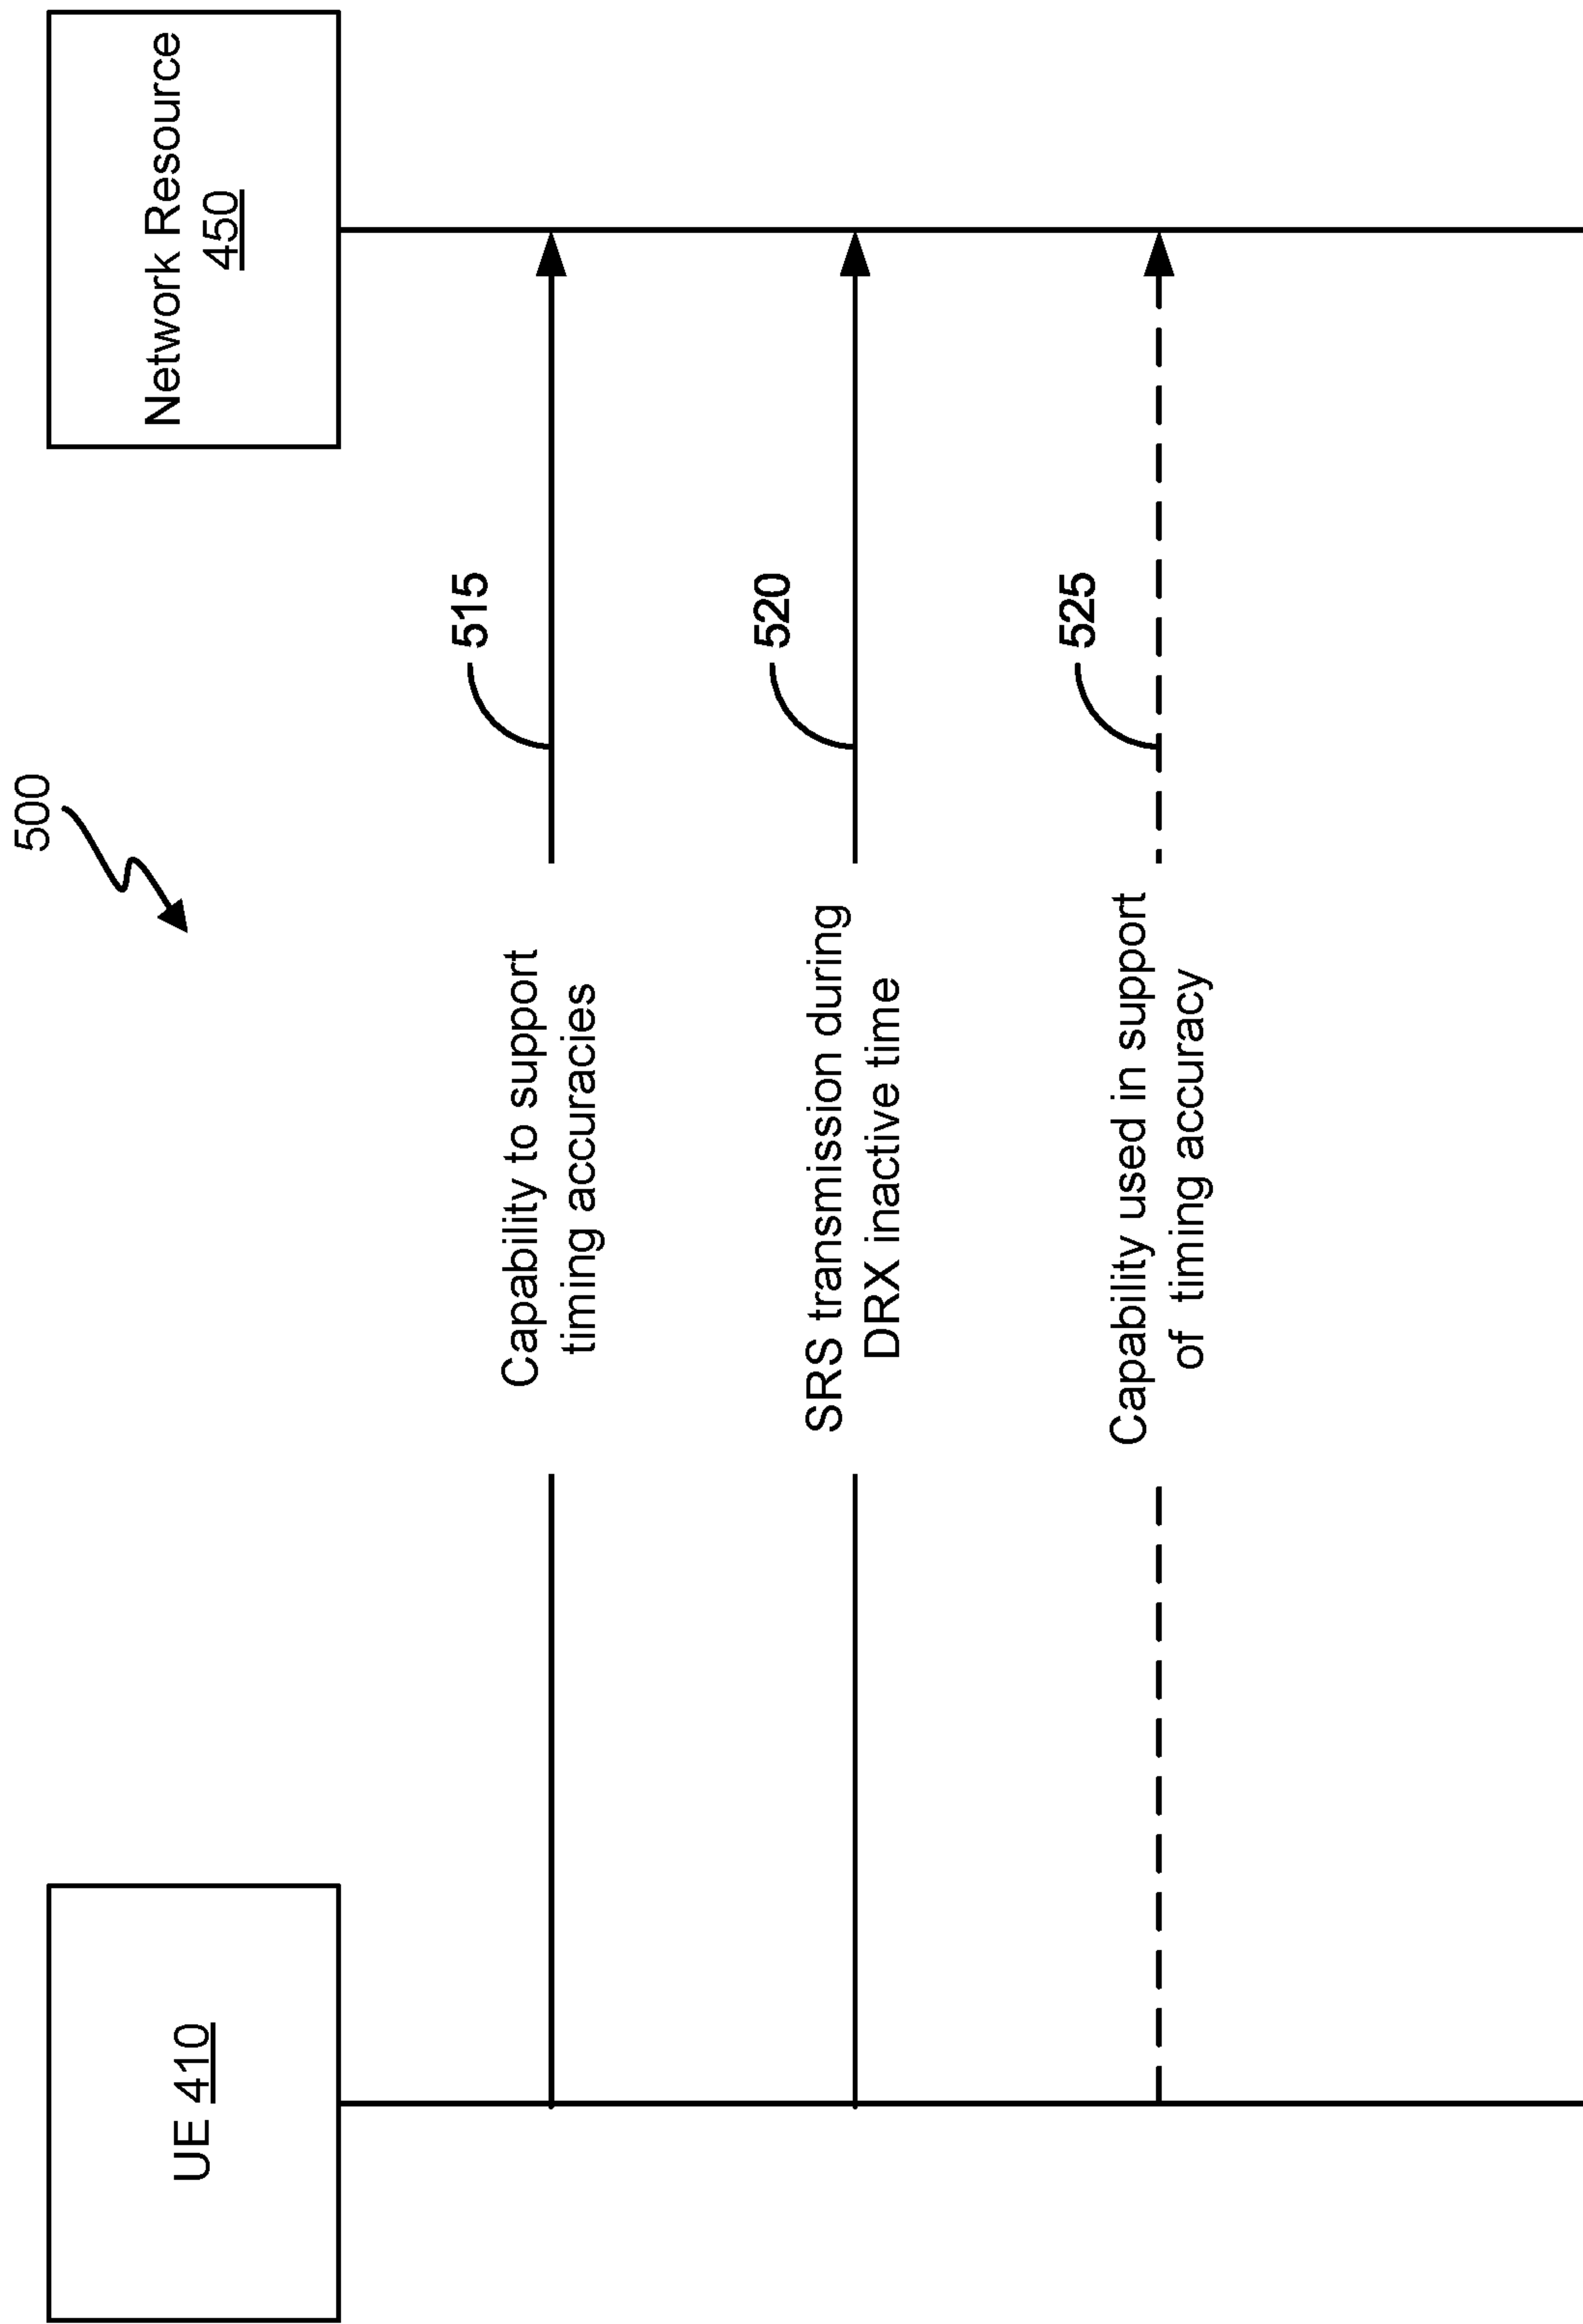 500
UE 410
Network Resource
450
515
Capability to support
timing accuracies
520
SRS transmission during
DRX inactive time
525
Capability used in support
of timing accuracy